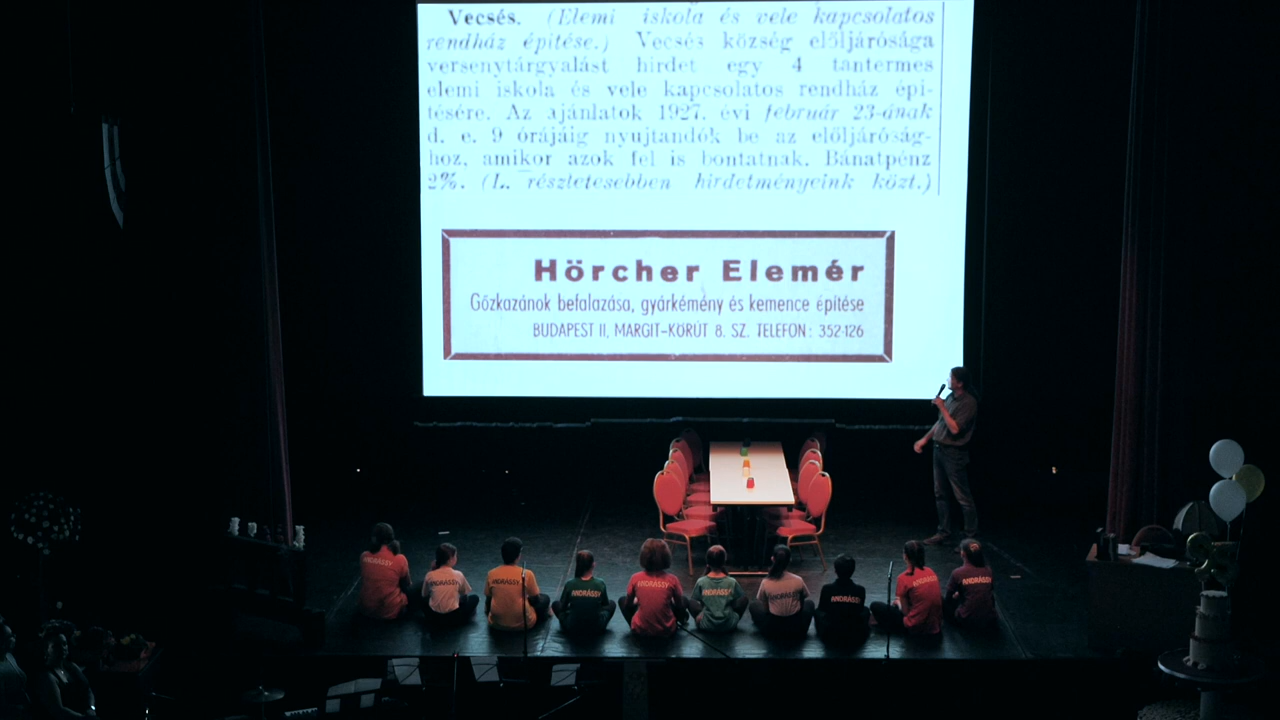 Vecsés. (Elemi iskola és vele kapcsolatos
rendház építése.) Vecsés község előljárósága
versenytárgyalást hirdet egy 4 tantermes
elemi iskola és vele kapcsolatos rendház épí-
tésére. Az ajánlatok 1927. évi február 23-ának
d. e. 9 órájáig nyujtandók be az előljáróság-
hoz, amikor azok fel is bontatnak. Bánatpénz
2%. (L. részletesebben hirdetményeink közt.)
Hörcher Elemér
Gőzkazánok befalazása, gyárkémény és kemence építése
BUDAPEST II, MARGIT-KÖRÚT 8. SZ. TELEFON: 352-126
ANDRÁSSY
ANDRÁSSY
ANDRÁSSY
ANDRÁSSY
ANDRÁSSY
ANDRÁSSY
ANDRÁSSY
ANDRÁSSY
ANDRÁSSY
ANDRÁSSY